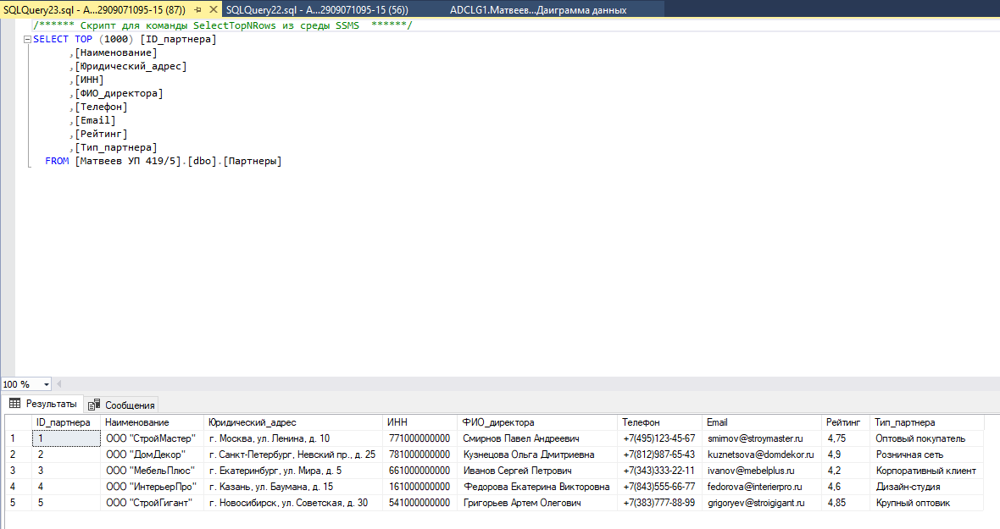 SQLQuery23.sql - A...2909071095-15 (87)) SQLQuery22.sql - A...2909071095-15 (56)) ADCLG1.Матвеев...Диаграмма данных
/****** Скрипт для команды SelectTopNRows из среды SSMS ******/
SELECT TOP (1000) [ID_партнера]
,[Наименование]
,[Юридический_адрес]
,[ИНН]
,[ФИО_директора]
,[Телефон]
,[Email]
,[Рейтинг]
,[Тип_партнера]
FROM [Матвеев УП 419/5].[dbo].[Партнеры]
100 %
Результаты Сообщения
ID_партнера Наименование Юридический_адрес ИНН ФИО_директора Телефон Email Рейтинг Тип_партнера
1 1 ООО "СтройМастер" г. Москва, ул. Ленина, д. 10 771000000000 Смирнов Павел Андреевич +7(495)123-45-67 smirnov@stroymaster.ru 4,75 Оптовый покупатель
2 2 ООО "ДомДекор" г. Санкт-Петербург, Невский пр., д. 25 781000000000 Кузнецова Ольга Дмитриевна +7(812)987-65-43 kuznetsova@domdekor.ru 4,9 Розничная сеть
3 3 ООО "МебельПлюс" г. Екатеринбург, ул. Мира, д. 5 661000000000 Иванов Сергей Петрович +7(343)333-22-11 ivanov@mebelplus.ru 4,2 Корпоративный клиент
4 4 ООО "ИнтерьерПро" г. Казань, ул. Баумана, д. 15 161000000000 Федорова Екатерина Викторовна +7(843)555-66-77 fedorova@interierpro.ru 4,6 Дизайн-студия
5 5 ООО "СтройГигант" г. Новосибирск, ул. Советская, д. 30 541000000000 Григорьев Артем Олегович +7(383)777-88-99 grigoryev@stroigigant.ru 4,85 Крупный оптовик